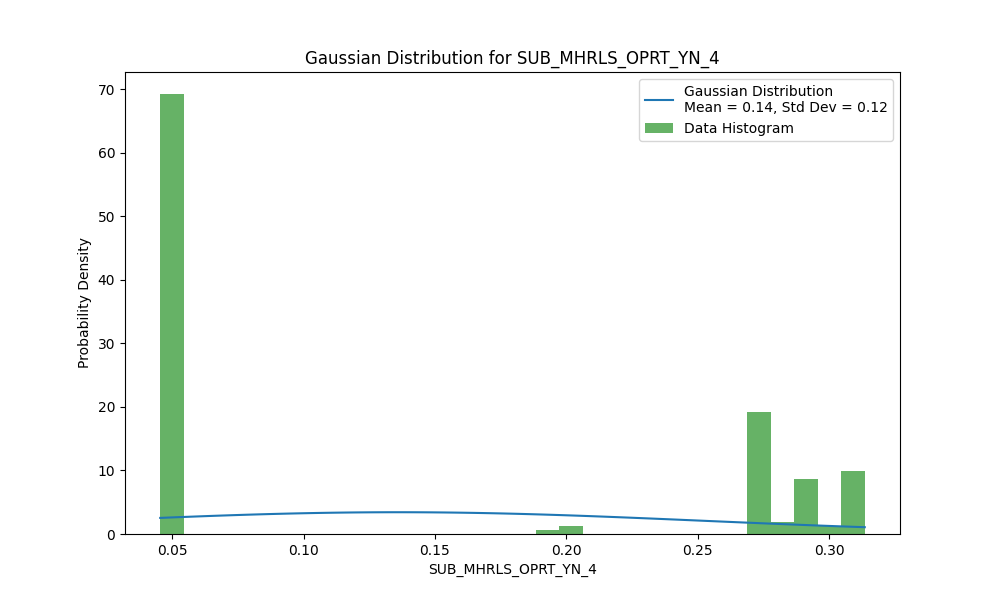 Gaussian Distribution for SUB_MHRLS_OPRT_YN_4
Gaussian Distribution
Mean = 0.14, Std Dev = 0.12
Data Histogram
Probability Density
70
60
50
40
30
20
10
0
0.05 0.10 0.15 0.20 0.25 0.30
SUB_MHRLS_OPRT_YN_4